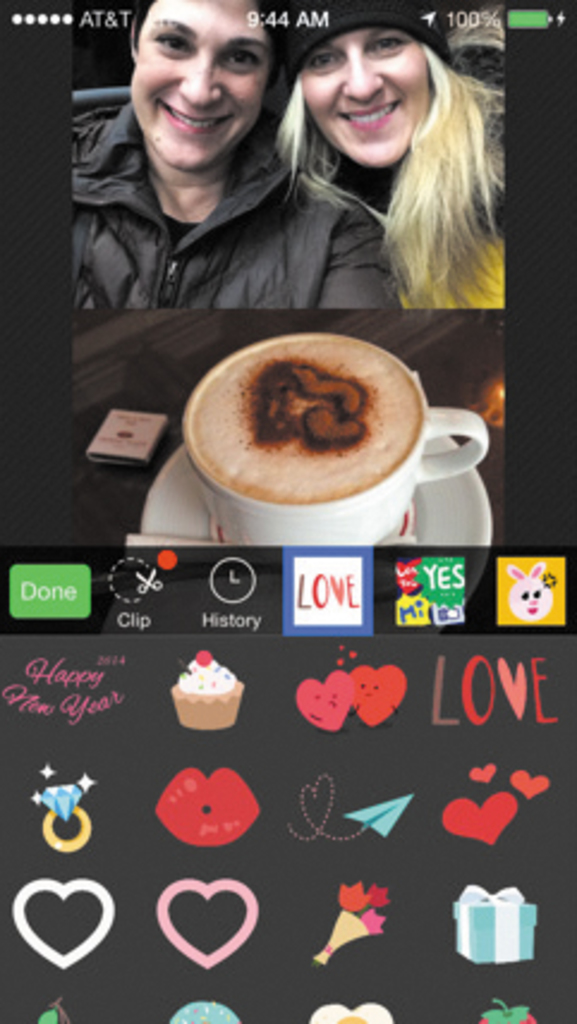 AT&T 9:44 AM 100%
Done
Clip
History
LOVE
YES
Happy 2014
New Year
LOVE